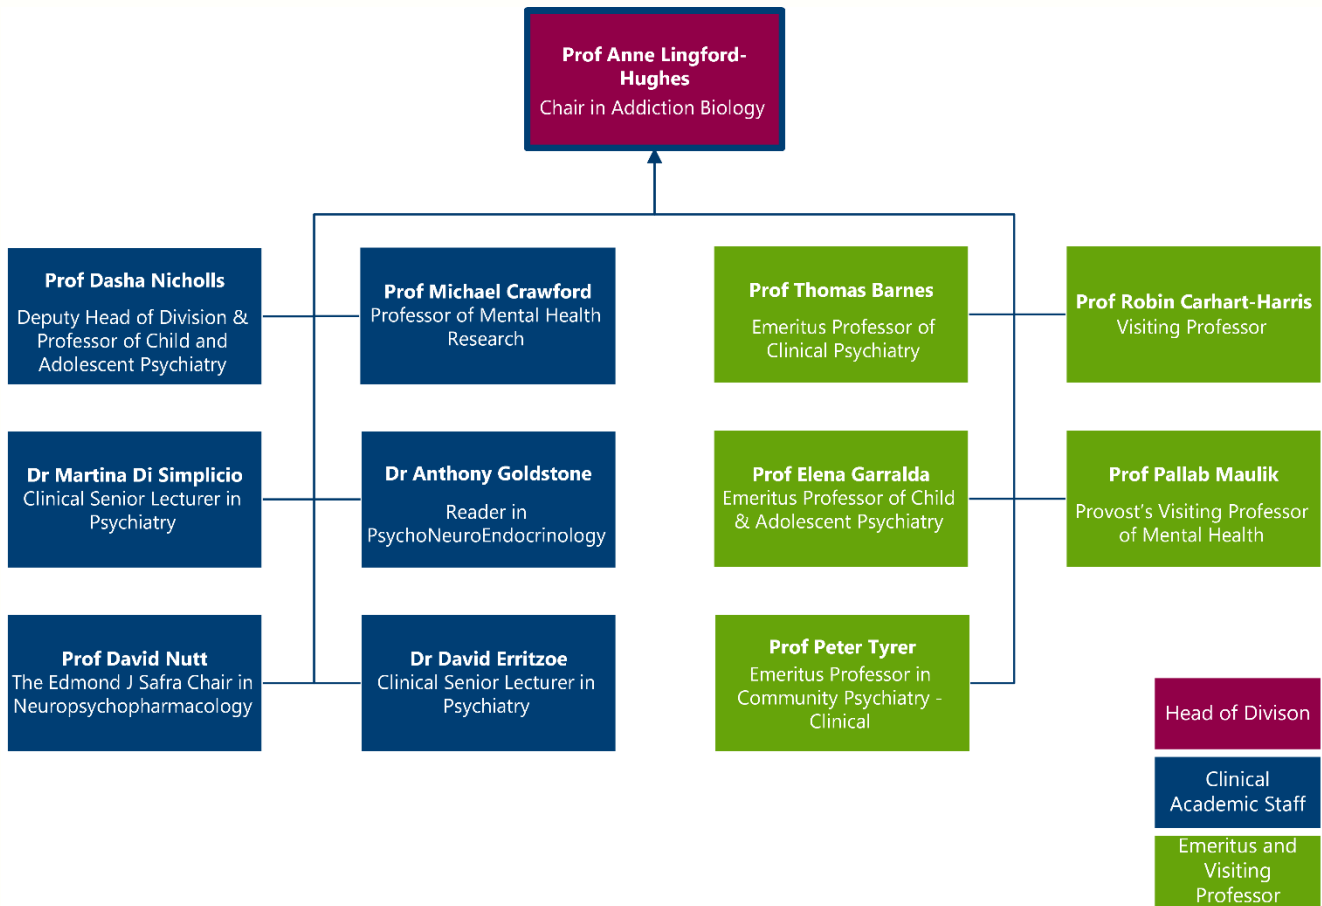 Prof Anne Lingford-
Hughes
Chair in Addiction Biology
Prof Dasha Nicholls
Deputy Head of Division &
Professor of Child and
Adolescent Psychiatry
Prof Michael Crawford
Professor of Mental Health
Research
Prof Thomas Barnes
Emeritus Professor of
Clinical Psychiatry
Prof Robin Carhart-Harris
Visiting Professor
Dr Martina Di Simplicio
Clinical Senior Lecturer in
Psychiatry
Dr Anthony Goldstone
Reader in
PsychoNeuroEndocrinology
Prof Elena Garralda
Emeritus Professor of Child
& Adolescent Psychiatry
Prof Pallab Maulik
Provost's Visiting Professor
of Mental Health
Prof David Nutt
The Edmond J Safra Chair in
Neuropsychopharmacology
Dr David Erritzoe
Clinical Senior Lecturer in
Psychiatry
Prof Peter Tyrer
Emeritus Professor in
Community Psychiatry -
Clinical
Head of Divison
Clinical
Academic Staff
Emeritus and
Visiting
Professor